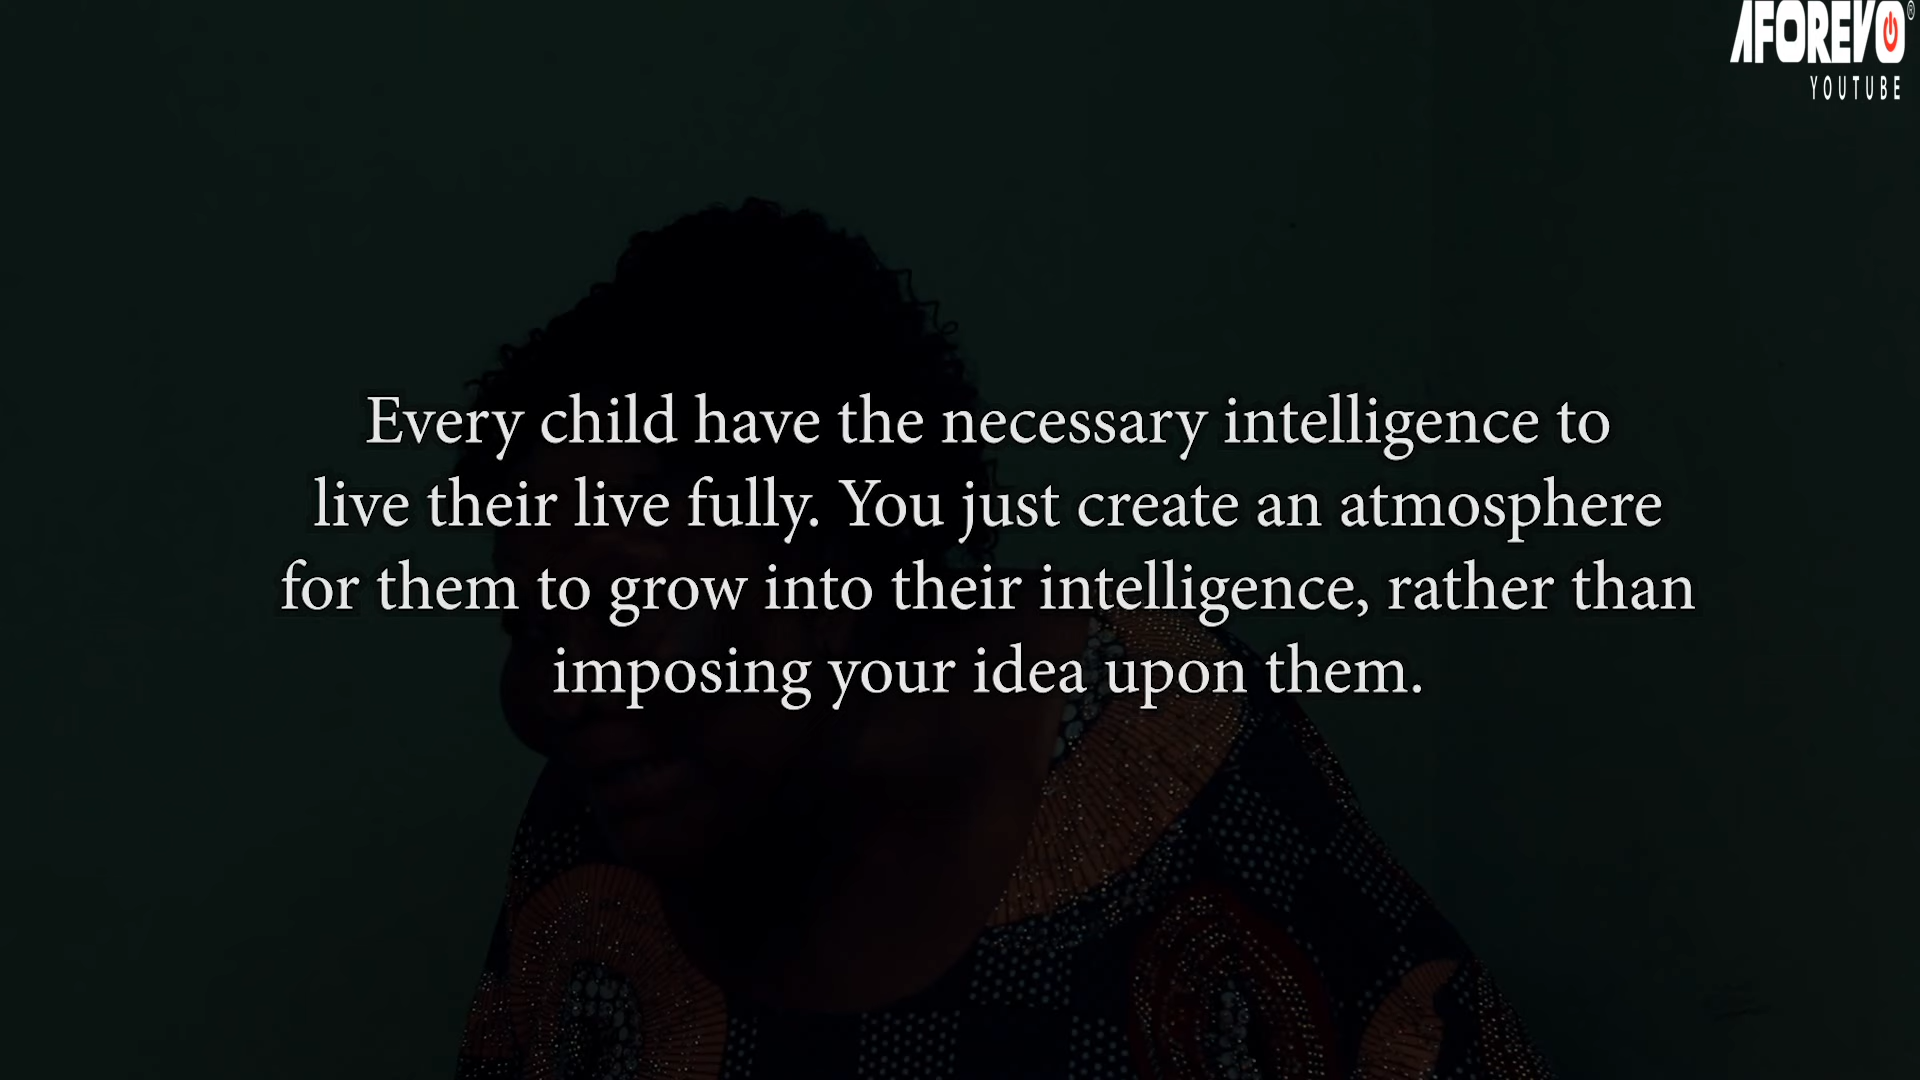 AFOREVO®
YOUTUBE
Every child have the necessary intelligence to
live their live fully. You just create an atmosphere
for them to grow into their intelligence, rather than
imposing your idea upon them.